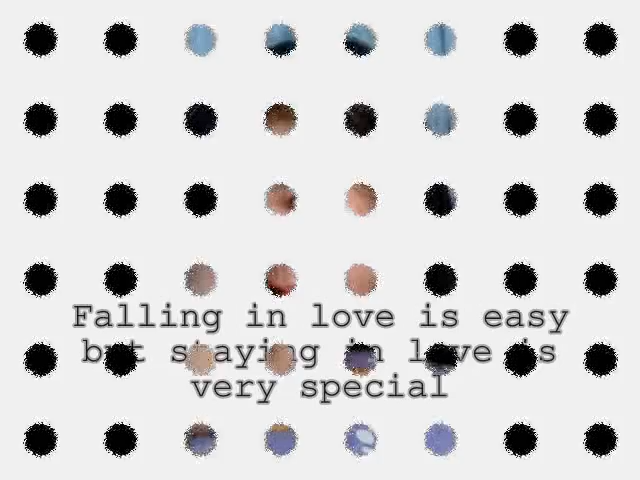 Falling in love is easy
but staying in love is
very special